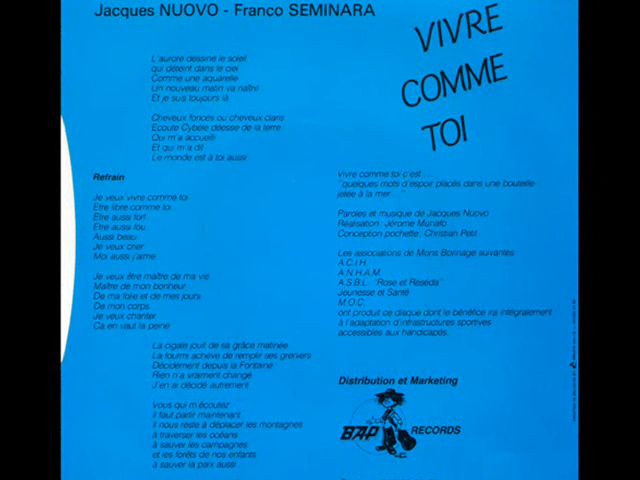 Jacques NUOVO - Franco SEMINARA
VIVRE
COMME
TOI
L'aurore dessine le soleil
qui déteint dans le ciel
Comme une aquarelle
Un nouveau matin va naître
Et je suis toujours là
Cheveux foncés ou cheveux clairs
Ecoute Cybèle déesse de la terre
Qui m'a accueilli
Et qui m'a dit
Le monde est à toi aussi
Refrain
Je veux vivre comme toi
Etre libre comme toi
Etre aussi fort
Etre aussi fou
Aussi beau
Je veux crier
Moi aussi j'aime
Je veux être maître de ma vie
Maître de mon bonheur
De ma folie et de mes jours
De mon corps
Je veux chanter
Ca en vaut la peine
La cigale jouit de sa grâce matinée
La fourmi achève de remplir ses greniers
Décidément depuis la Fontaine
Rien n'a vraiment changé
J'en ai décidé autrement
Vous qui m'écoutez
Il faut partir maintenant
Il nous reste à déplacer les montagnes
à traverser les océans
à sauver les campagnes
et les forêts de nos enfants
à sauver la paix aussi
Vivre comme toi c'est ...
"quelques mots d'espoir placés dans une bouteille
jetée à la mer ..."
Paroles et musique de Jacques Nuovo
Réalisation: Jérome Munafo
Conception pochette: Christian Petit
Les associations de Mons Borinage suivantes
A.C.I.H.
A.N.H.A.M.
A.S.B.L. "Rose et Réséda"
Jeunesse et Santé
M.O.C.
ont produit ce disque dont le bénéfice ira intégralement
à l'adaptation d'infrastructures sportives
accessibles aux handicapés.
Distribution et Marketing
BAP RECORDS